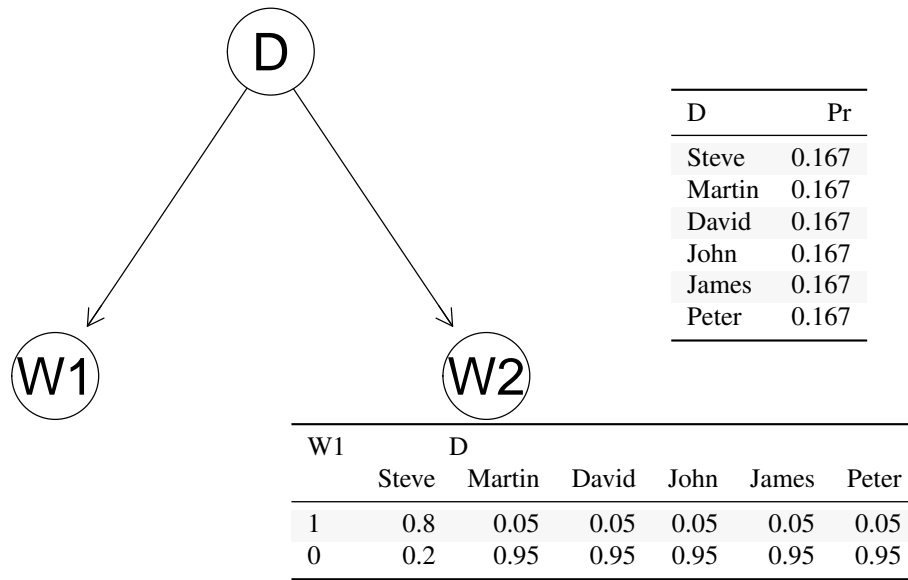 D
D Pr
Steve 0.167
Martin 0.167
David 0.167
John 0.167
James 0.167
Peter 0.167
W1 W2
W1 D
Steve Martin David John James Peter
1 0.8 0.05 0.05 0.05 0.05 0.05
0 0.2 0.95 0.95 0.95 0.95 0.95